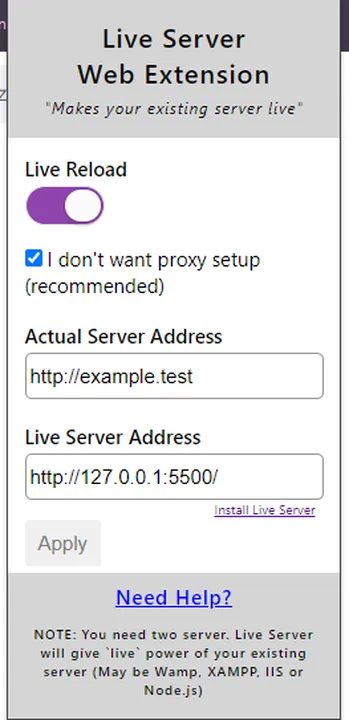 Live Server
Web Extension
"Makes your existing server live"
Live Reload
I don't want proxy setup
(recommended)
Actual Server Address
http://example.test
Live Server Address
http://127.0.0.1:5500/
Install Live Server
Apply
Need Help?
NOTE: You need two server. Live Server
will give `live` power of your existing
server (May be Wamp, XAMPP, IIS or
Node.js)